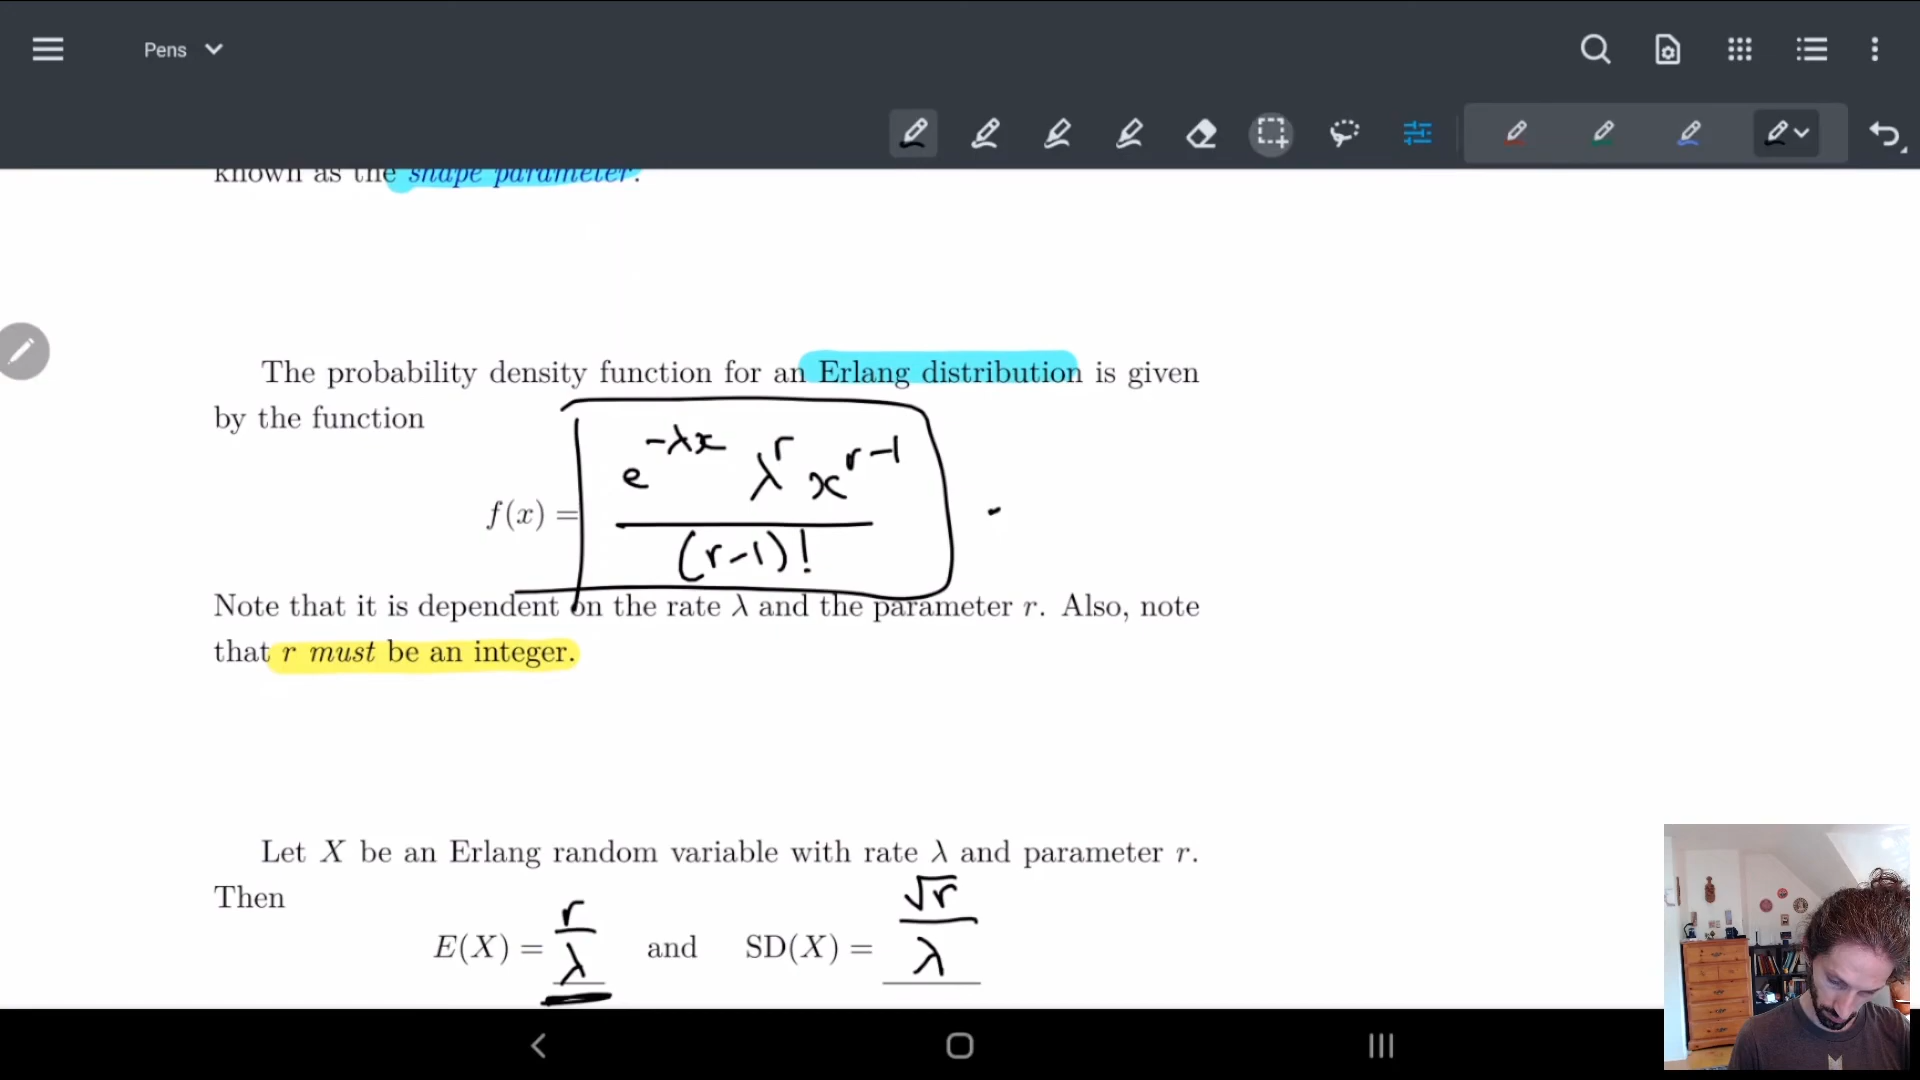 Pens
known as the shape parameter.
The probability density function for an Erlang distribution is given
by the function
f(x) = e^{-λx} λ^r x^{r-1} / (r-1)!
Note that it is dependent on the rate λ and the parameter r. Also, note
that r must be an integer.
Let X be an Erlang random variable with rate λ and parameter r.
Then
E(X) = r/λ and SD(X) = √r/λ